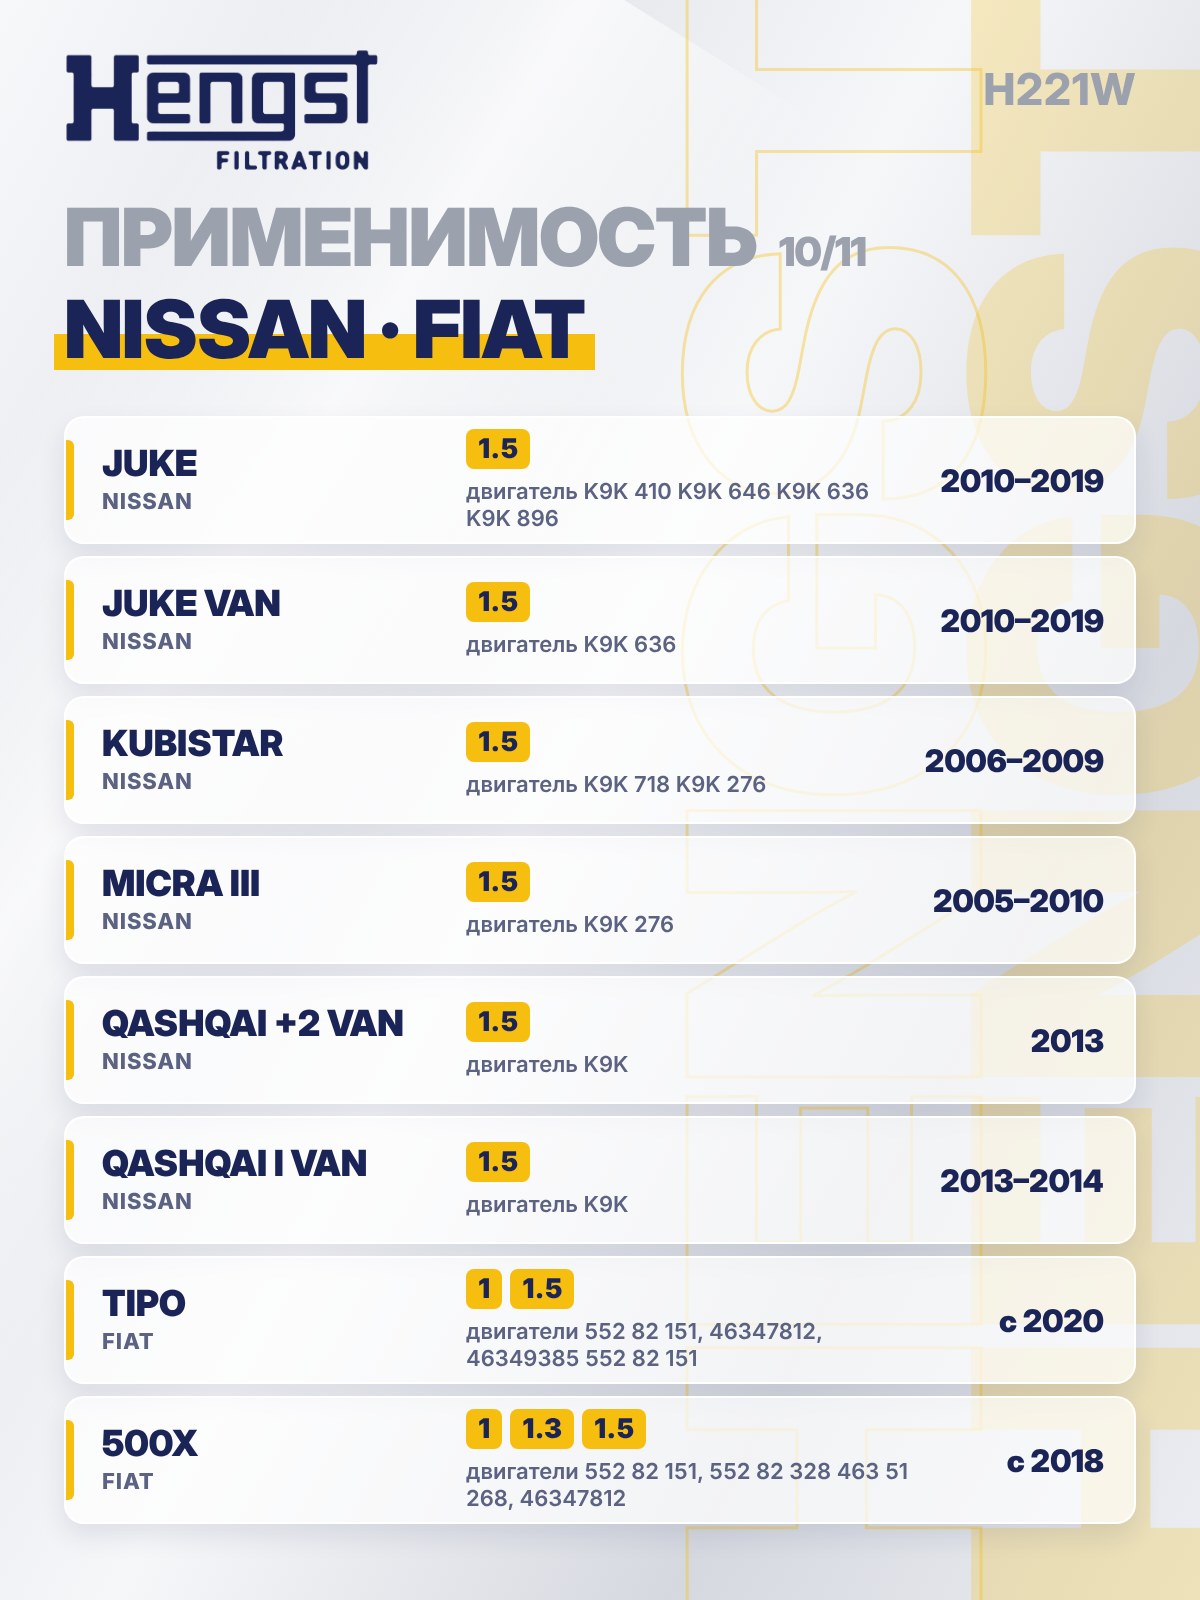 Hengst
FILTRATION
H221W
ПРИМЕНИМОСТЬ 10/11
NISSAN · FIAT
JUKE
NISSAN
1.5
двигатель K9K 410 K9K 646 K9K 636
K9K 896
2010–2019
JUKE VAN
NISSAN
1.5
двигатель K9K 636
2010–2019
KUBISTAR
NISSAN
1.5
двигатель K9K 718 K9K 276
2006–2009
MICRA III
NISSAN
1.5
двигатель K9K 276
2005–2010
QASHQAI +2 VAN
NISSAN
1.5
двигатель K9K
2013
QASHQAI I VAN
NISSAN
1.5
двигатель K9K
2013–2014
TIPO
FIAT
1 1.5
двигатели 552 82 151, 46347812,
46349385 552 82 151
с 2020
500X
FIAT
1 1.3 1.5
двигатели 552 82 151, 552 82 328 463 51
268, 46347812
с 2018
HENGST
HENGST